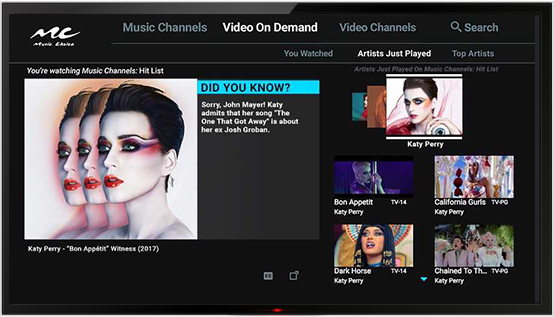 MC
Music Choice
Music Channels
Video On Demand
Video Channels
Search
You Watched
Artists Just Played
Top Artists
You're watching Music Channels: Hit List
Artists Just Played On Music Channels: Hit List
DID YOU KNOW?
Sorry, John Mayer! Katy
admits that her song "The
One That Got Away" is about
her ex Josh Groban.
Katy Perry
Bon Appétit TV-14
Katy Perry
California Gurls TV-PG
Katy Perry
Katy Perry - "Bon Appétit" Witness (2017)
Dark Horse TV-14
Katy Perry
Chained To Th... TV-PG
Katy Perry
CC